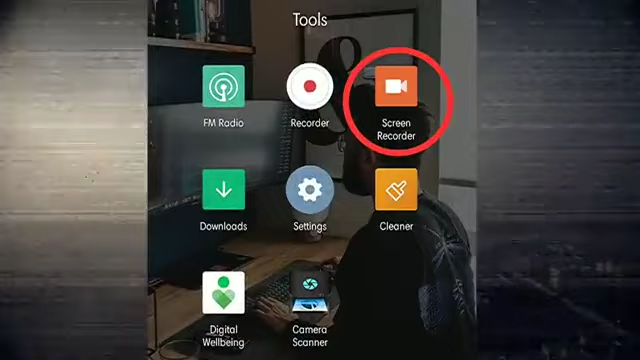 Tools
FM Radio
Recorder
Screen
Recorder
Downloads
Settings
Cleaner
Digital
Wellbeing
Camera
Scanner